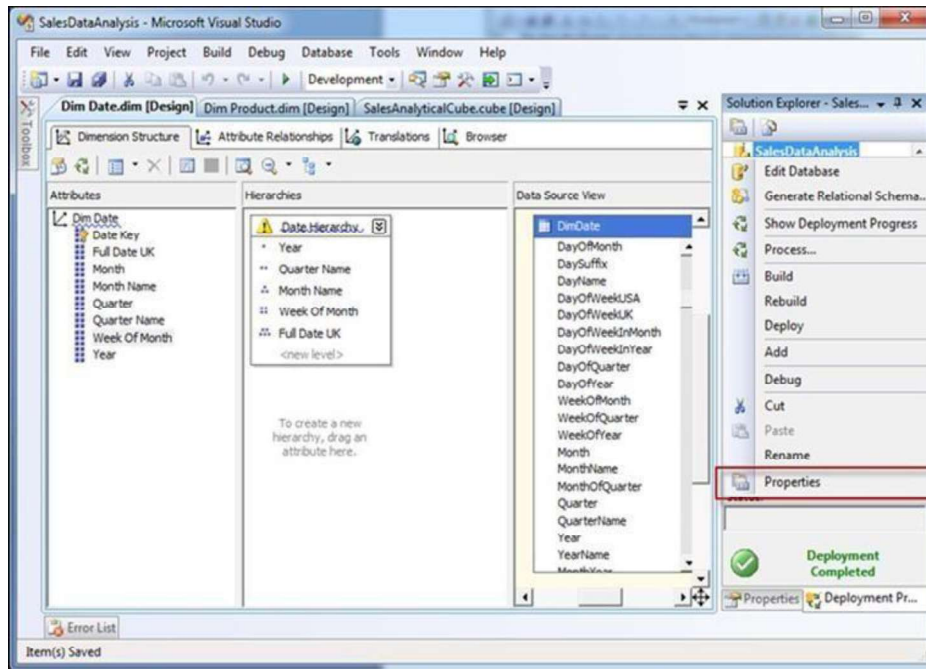 SalesDataAnalysis - Microsoft Visual Studio
File Edit View Project Build Debug Database Tools Window Help
Development
Dim Date.dim [Design] Dim Product.dim [Design] SalesAnalyticalCube.cube [Design]
Toolbox
Dimension Structure Attribute Relationships Translations Browser
Attributes
Dim Date
Date Key
Full Date UK
Month
Month Name
Quarter
Quarter Name
Week Of Month
Year
Hierarchies
Date Hierarchy
Year
Quarter Name
Month Name
Week Of Month
Full Date UK
<new level>
To create a new
hierarchy, drag an
attribute here.
Data Source View
DimDate
DayOfMonth
DaySuffix
DayName
DayOfWeekUSA
DayOfWeekUK
DayOfWeekInMonth
DayOfWeekInYear
DayOfQuarter
DayOfYear
WeekOfMonth
WeekOfQuarter
WeekOfYear
Month
MonthName
MonthOfQuarter
Quarter
QuarterName
Year
YearName
MonthYear
Solution Explorer - Sales...
SalesDataAnalysis
Edit Database
Generate Relational Schema..
Show Deployment Progress
Process...
Build
Rebuild
Deploy
Add
Debug
Cut
Paste
Rename
Properties
Status:
Deployment
Completed
Properties Deployment Pr...
Error List
Item(s) Saved